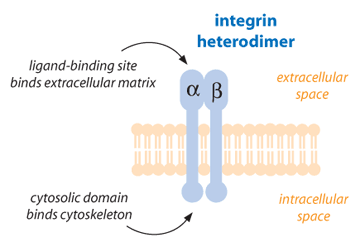 integrin
heterodimer
ligand-binding site
binds extracellular matrix
extracellular
space
α β
cytosolic domain
binds cytoskeleton
intracellular
space